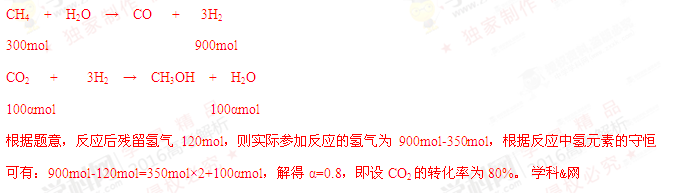 CH₄ + H₂O → CO + 3H₂
300mol 900mol
CO₂ + 3H₂ → CH₃OH + H₂O
100αmol 100αmol
根据题意，反应后残留氢气 120mol，则实际参加反应的氢气为 900mol-350mol，根据反应中氢元素的守恒
可有：900mol-120mol=350mol×2+100αmol，解得 α=0.8，即设 CO₂的转化率为 80%。 学科&网